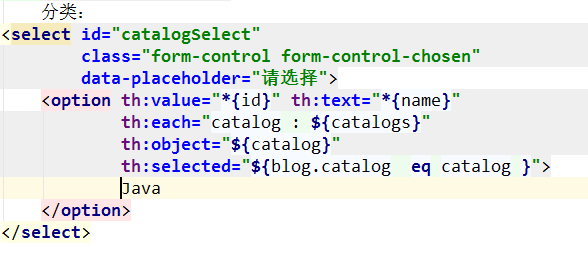 分类:
<select id="catalogSelect"
class="form-control form-control-chosen"
data-placeholder="请选择">
<option th:value="*{id}" th:text="*{name}"
th:each="catalog : ${catalogs}"
th:object="${catalog}"
th:selected="${blog.catalog  eq catalog }">
Java
</option>
</select>